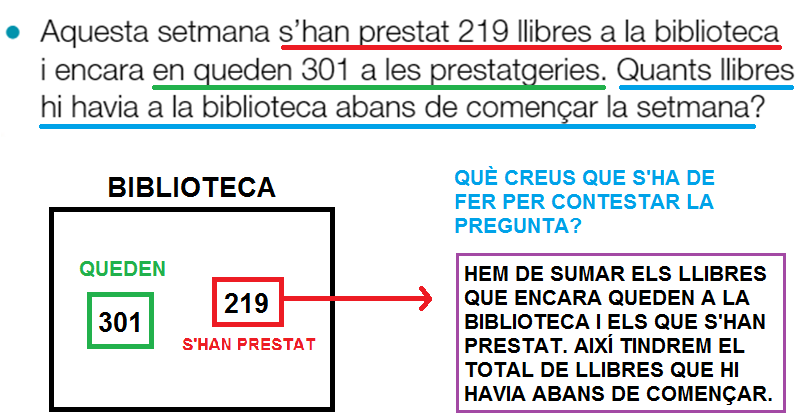 Aquesta setmana s'han prestat 219 llibres a la biblioteca
i encara en queden 301 a les prestatgeries. Quants llibres
hi havia a la biblioteca abans de començar la setmana?
BIBLIOTECA
QUEDEN
301
219
S'HAN PRESTAT
QUÈ CREUS QUE S'HA DE
FER PER CONTESTAR LA
PREGUNTA?
HEM DE SUMAR ELS LLIBRES
QUE ENCARA QUEDEN A LA
BIBLIOTECA I ELS QUE S'HAN
PRESTAT. AIXÍ TINDREM EL
TOTAL DE LLIBRES QUE HI
HAVIA ABANS DE COMENÇAR.